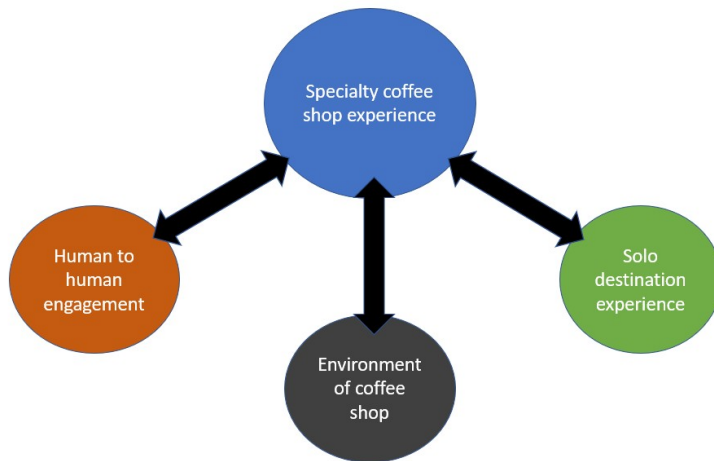 Specialty coffee
shop experience
Human to
human
engagement
Solo
destination
experience
Environment
of coffee
shop